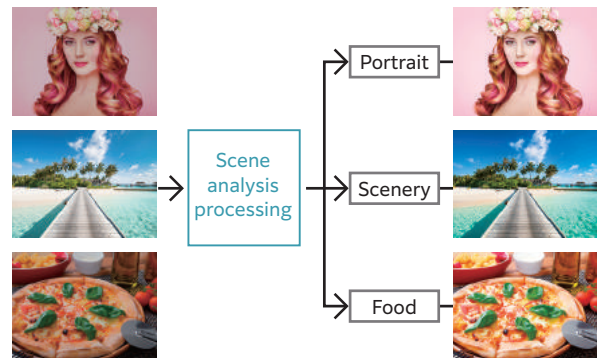 Scene
analysis
processing
Portrait
Scenery
Food